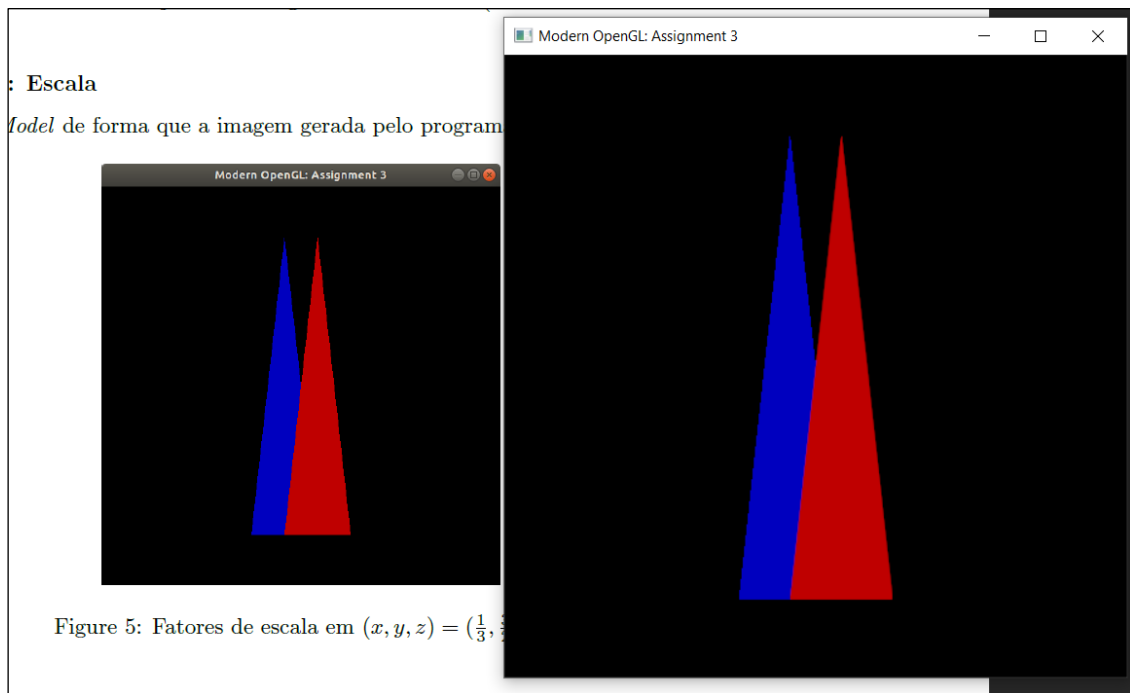 : Escala
Modern OpenGL: Assignment 3
Model de forma que a imagem gerada pelo program
Modern OpenGL: Assignment 3
Figure 5: Fatores de escala em (x, y, z) = (1/3,